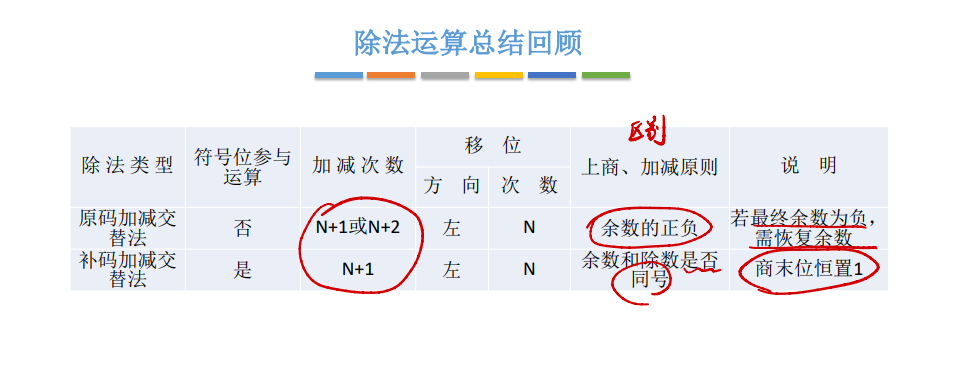 除法运算总结回顾
区别
除 法 类 型
符号位参与
运算
加 减 次 数
移 位
方 向
次 数
上商、加减原则
说 明
原码加减交
替法
否
N+1或N+2
左
N
余数的正负
若最终余数为负，
需恢复余数
补码加减交
替法
是
N+1
左
N
余数和除数是否
同号
商末位恒置1